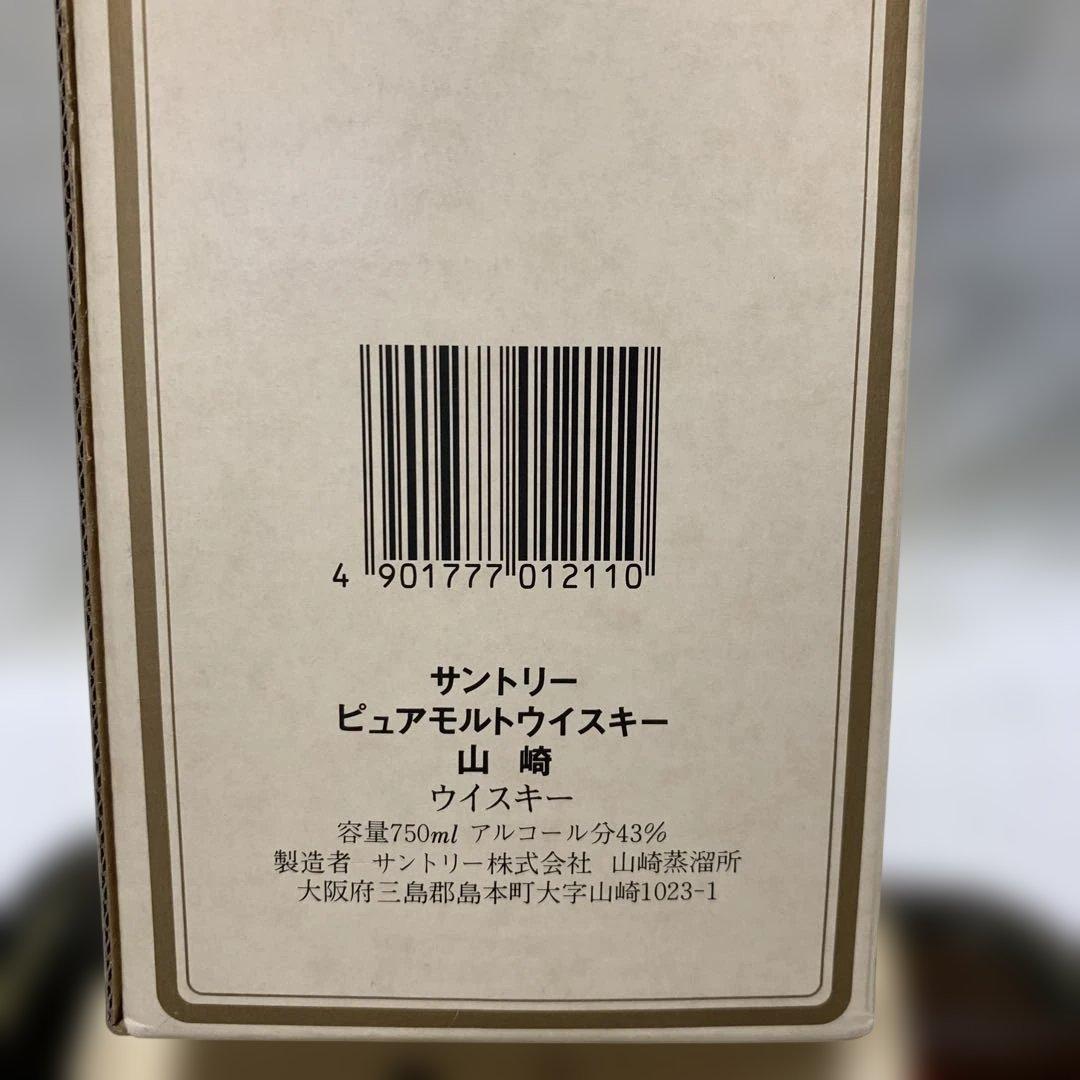 4 901777 012110
サントリー
ピュアモルトウイスキー
山崎
ウイスキー
容量750ml アルコール分43%
製造者 サントリー株式会社 山崎蒸溜所
大阪府三島郡島本町大字山崎1023-1